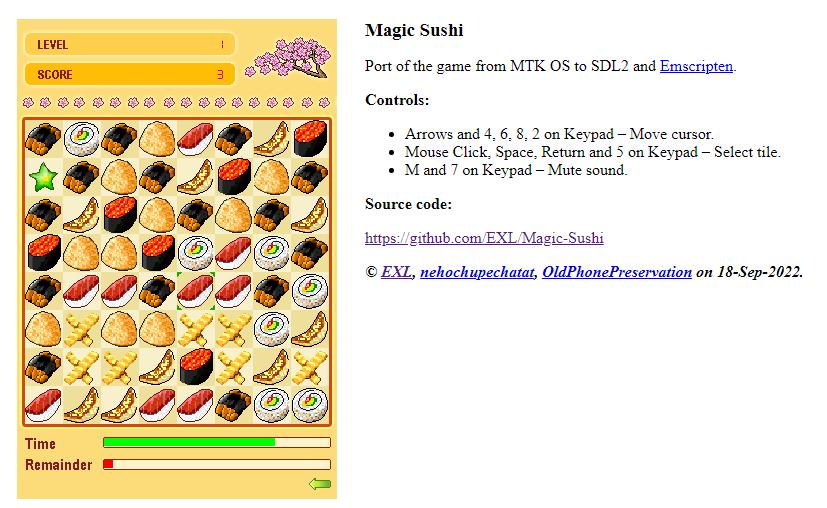 LEVEL 1
SCORE 3
Time
Remainder
Magic Sushi
Port of the game from MTK OS to SDL2 and Emscripten.
Controls:
• Arrows and 4, 6, 8, 2 on Keypad – Move cursor.
• Mouse Click, Space, Return and 5 on Keypad – Select tile.
• M and 7 on Keypad – Mute sound.
Source code:
https://github.com/EXL/Magic-Sushi
© EXL, nehochupechatat, OldPhonePreservation on 18-Sep-2022.